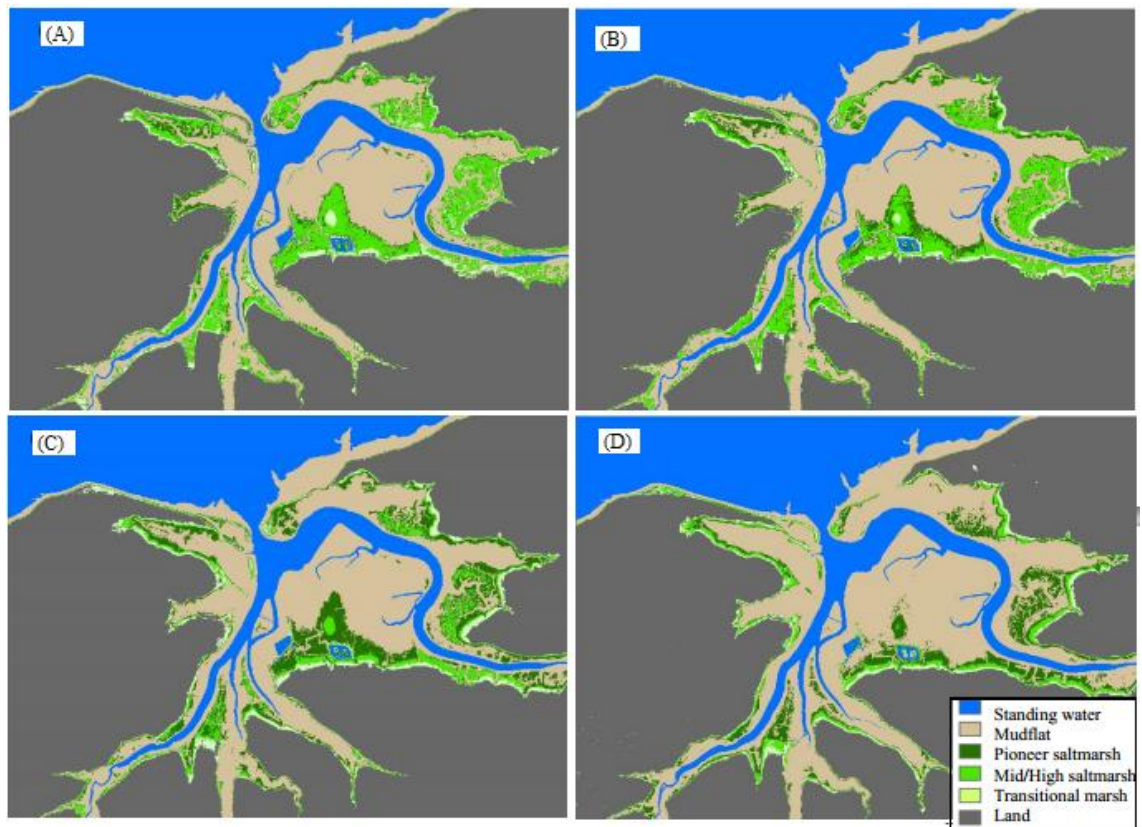 (A)
(B)
(C)
(D)
Standing water
Mudflat
Pioneer saltmarsh
Mid/High saltmarsh
Transitional marsh
Land